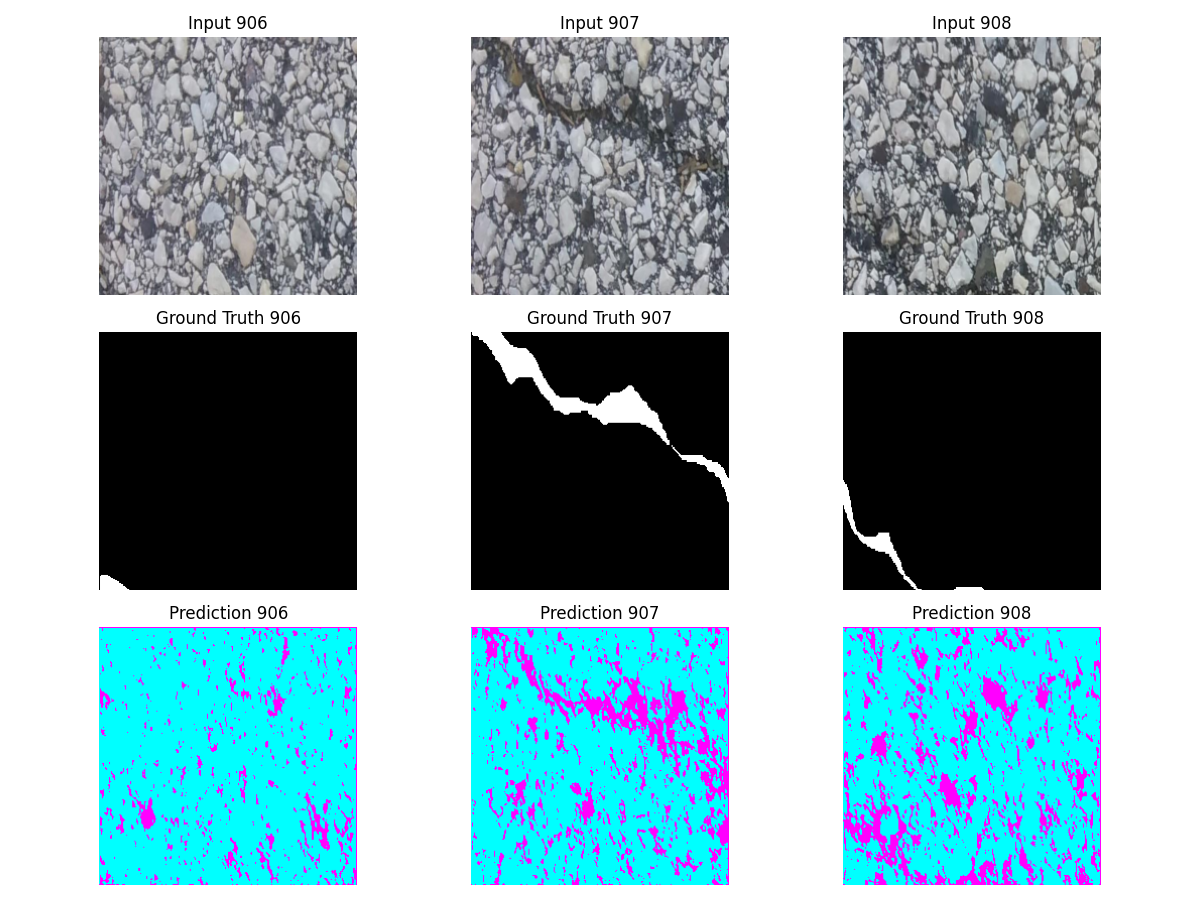 Input 906
Input 907
Input 908
Ground Truth 906
Ground Truth 907
Ground Truth 908
Prediction 906
Prediction 907
Prediction 908